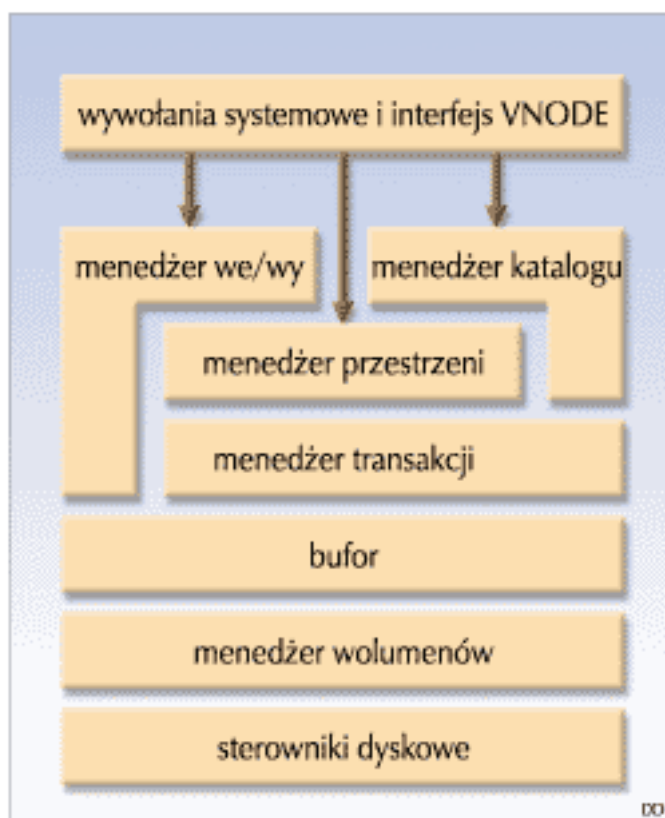 wywołania systemowe i interfejs VNODE
menedżer we/wy
menedżer katalogu
menedżer przestrzeni
menedżer transakcji
bufor
menedżer wolumenów
sterowniki dyskowe